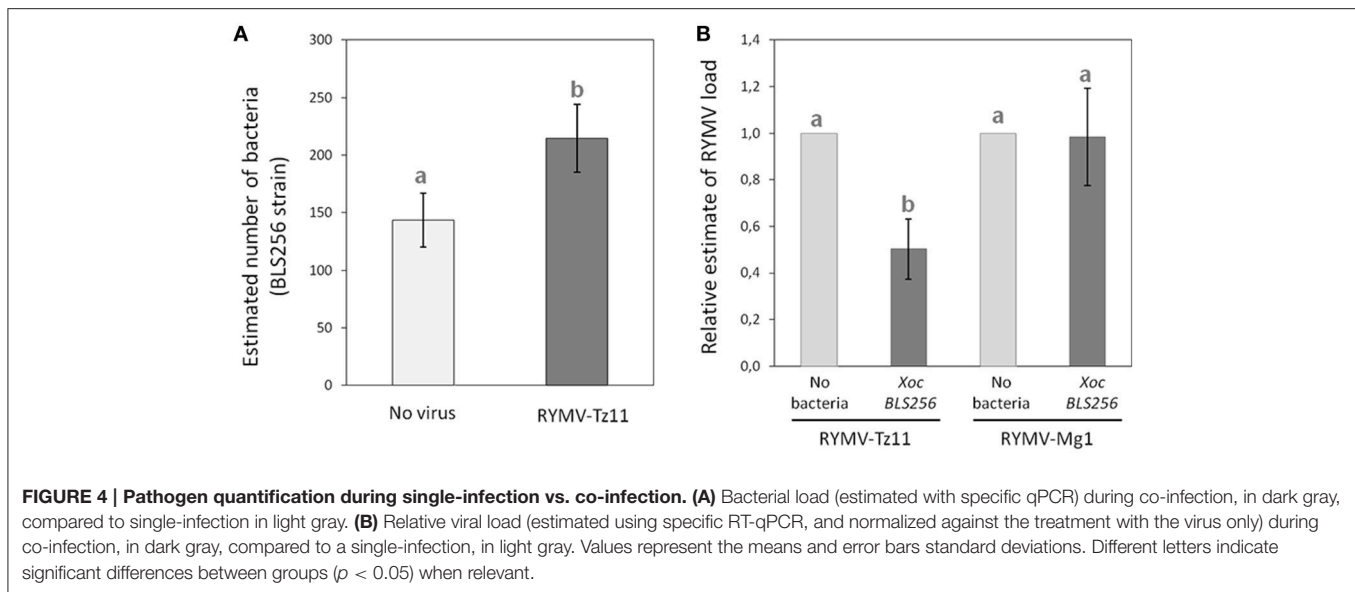 A
Estimated number of bacteria
(BLS256 strain)
300
250
200
150
100
50
0
a
b
No virus
RYMV-Tz11
B
Relative estimate of RYMV load
1,4
1,2
1,0
0,8
0,6
0,4
0,2
0,0
a
b
a
a
No
bacteria
Xoc
BLS256
No
bacteria
Xoc
BLS256
RYMV-Tz11
RYMV-Mg1
FIGURE 4 | Pathogen quantification during single-infection vs. co-infection. (A) Bacterial load (estimated with specific qPCR) during co-infection, in dark gray,
compared to single-infection in light gray. (B) Relative viral load (estimated using specific RT-qPCR, and normalized against the treatment with the virus only) during
co-infection, in dark gray, compared to a single-infection, in light gray. Values represent the means and error bars standard deviations. Different letters indicate
significant differences between groups (p < 0.05) when relevant.